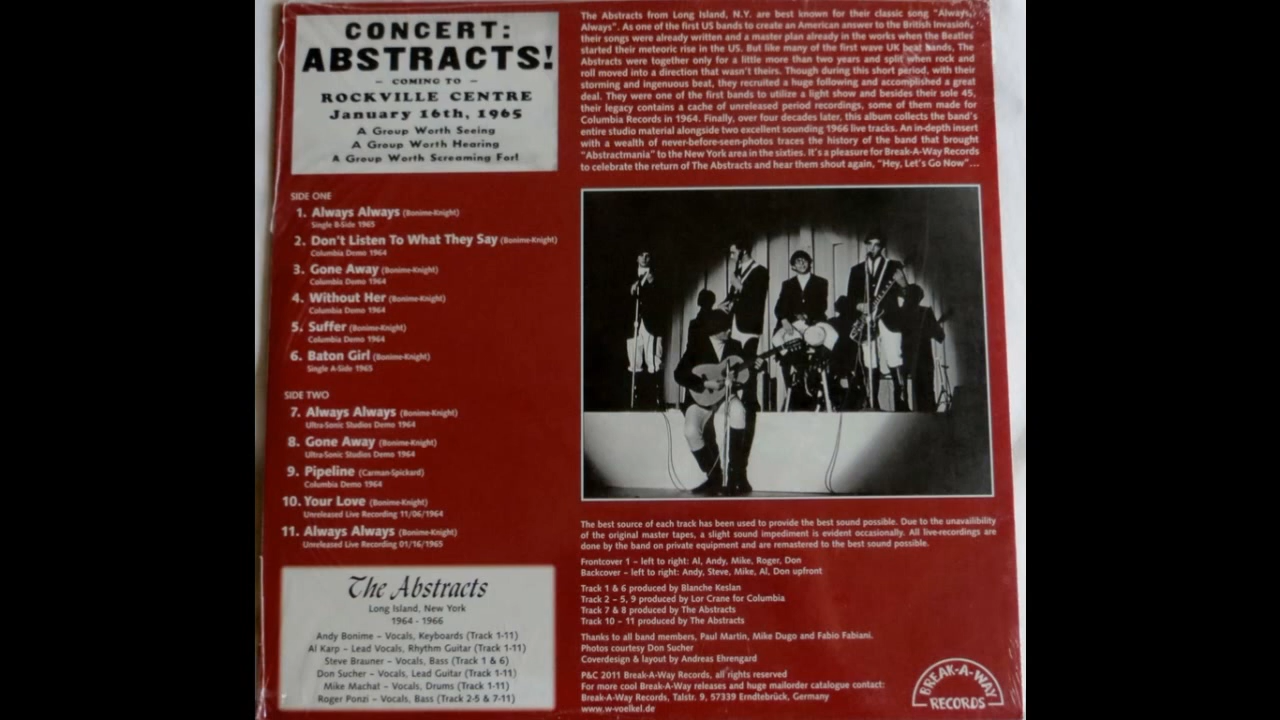 CONCERT:
ABSTRACTS!
– COMING TO –
ROCKVILLE CENTRE
January 16th, 1965
A Group Worth Seeing
A Group Worth Hearing
A Group Worth Screaming For!
SIDE ONE
1. Always Always (Bonime-Knight)
Single B-Side 1965
2. Don't Listen To What They Say (Bonime-Knight)
Columbia Demo 1964
3. Gone Away (Bonime-Knight)
Columbia Demo 1964
4. Without Her (Bonime-Knight)
Columbia Demo 1964
5. Suffer (Bonime-Knight)
Columbia Demo 1964
6. Baton Girl (Bonime-Knight)
Single A-Side 1965
SIDE TWO
7. Always Always (Bonime-Knight)
Ultra-Sonic Studios Demo 1964
8. Gone Away (Bonime-Knight)
Ultra-Sonic Studios Demo 1964
9. Pipeline (Carman-Spickard)
Columbia Demo 1964
10. Your Love (Bonime-Knight)
Unreleased Live Recording 11/06/1964
11. Always Always (Bonime-Knight)
Unreleased Live Recording 01/16/1965
The Abstracts
Long Island, New York
1964 - 1966
Andy Bonime – Vocals, Keyboards (Track 1-11)
Al Karp – Lead Vocals, Rhythm Guitar (Track 1-11)
Steve Brauner – Vocals, Bass (Track 1 & 6)
Don Sucher – Vocals, Lead Guitar (Track 1-11)
Mike Machat – Vocals, Drums (Track 1-11)
Roger Ponzi – Vocals, Bass (Track 2-5 & 7-11)
The Abstracts from Long Island, N.Y. are best known for their classic song "Always,
Always". As one of the first US bands to create an American answer to the British Invasion,
their songs were already written and a master plan already in the works when the Beatles
started their meteoric rise in the US. But like many of the first wave UK beat bands, The
Abstracts were together only for a little more than two years and split when rock and
roll moved into a direction that wasn't theirs. Though during this short period, with their
storming and ingenuous beat, they recruited a huge following and accomplished a great
deal. They were one of the first bands to utilize a light show and besides their sole 45,
their legacy contains a cache of unreleased period recordings, some of them made for
Columbia Records in 1964. Finally, over four decades later, this album collects the band's
entire studio material alongside two excellent sounding 1966 live tracks. An in-depth insert
with a wealth of never-before-seen-photos traces the history of the band that brought
"Abstractmania" to the New York area in the sixties. It's a pleasure for Break-A-Way Records
to celebrate the return of The Abstracts and hear them shout again, "Hey, Let's Go Now"...
The best source of each track has been used to provide the best sound possible. Due to the unavailibility
of the original master tapes, a slight sound impediment is evident occasionally. All live-recordings are
done by the band on private equipment and are remastered to the best sound possible.
Frontcover 1 – left to right: Al, Andy, Mike, Roger, Don
Backcover – left to right: Andy, Steve, Mike, Al, Don upfront
Track 1 & 6 produced by Blanche Keslan
Track 2 – 5, 9 produced by Lor Crane for Columbia
Track 7 & 8 produced by The Abstracts
Track 10 – 11 produced by The Abstracts
Thanks to all band members, Paul Martin, Mike Dugo and Fabio Fabiani.
Photos courtesy Don Sucher
Coverdesign & layout by Andreas Ehrengard
P&C 2011 Break-A-Way Records, all rights reserved
For more cool Break-A-Way releases and huge mailorder catalogue contact:
Break-A-Way Records, Talstr. 9, 57339 Erndtebrück, Germany
www.w-voelkel.de
BREAK-A-WAY
RECORDS